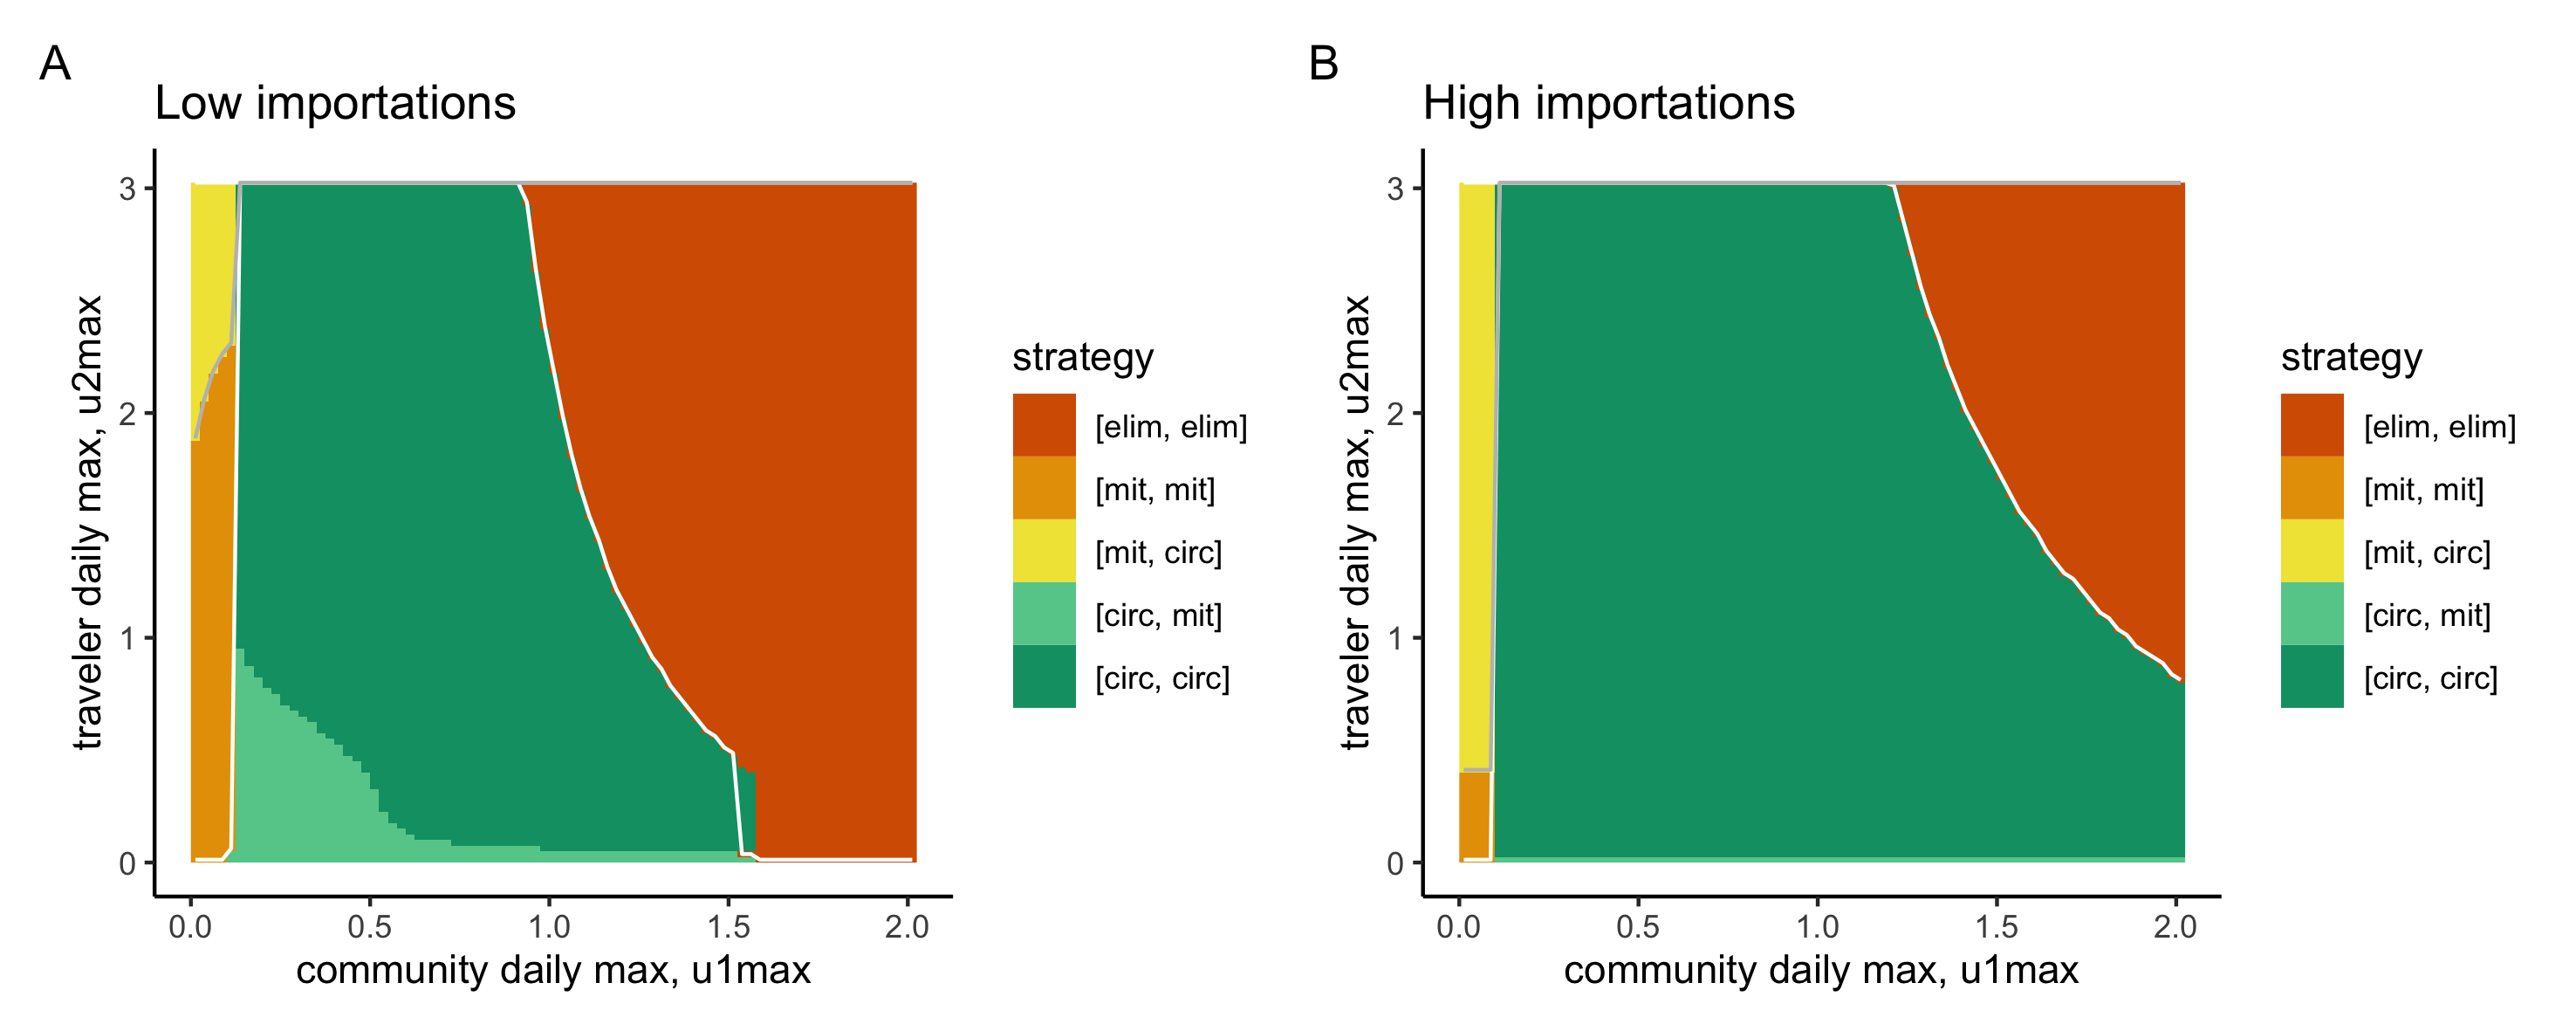 A
Low importations
traveler daily max, u2max
3
2
1
0
0.0 0.5 1.0 1.5 2.0
community daily max, u1max
strategy
[elim, elim]
[mit, mit]
[mit, circ]
[circ, mit]
[circ, circ]
B
High importations
traveler daily max, u2max
3
2
1
0
0.0 0.5 1.0 1.5 2.0
community daily max, u1max
strategy
[elim, elim]
[mit, mit]
[mit, circ]
[circ, mit]
[circ, circ]